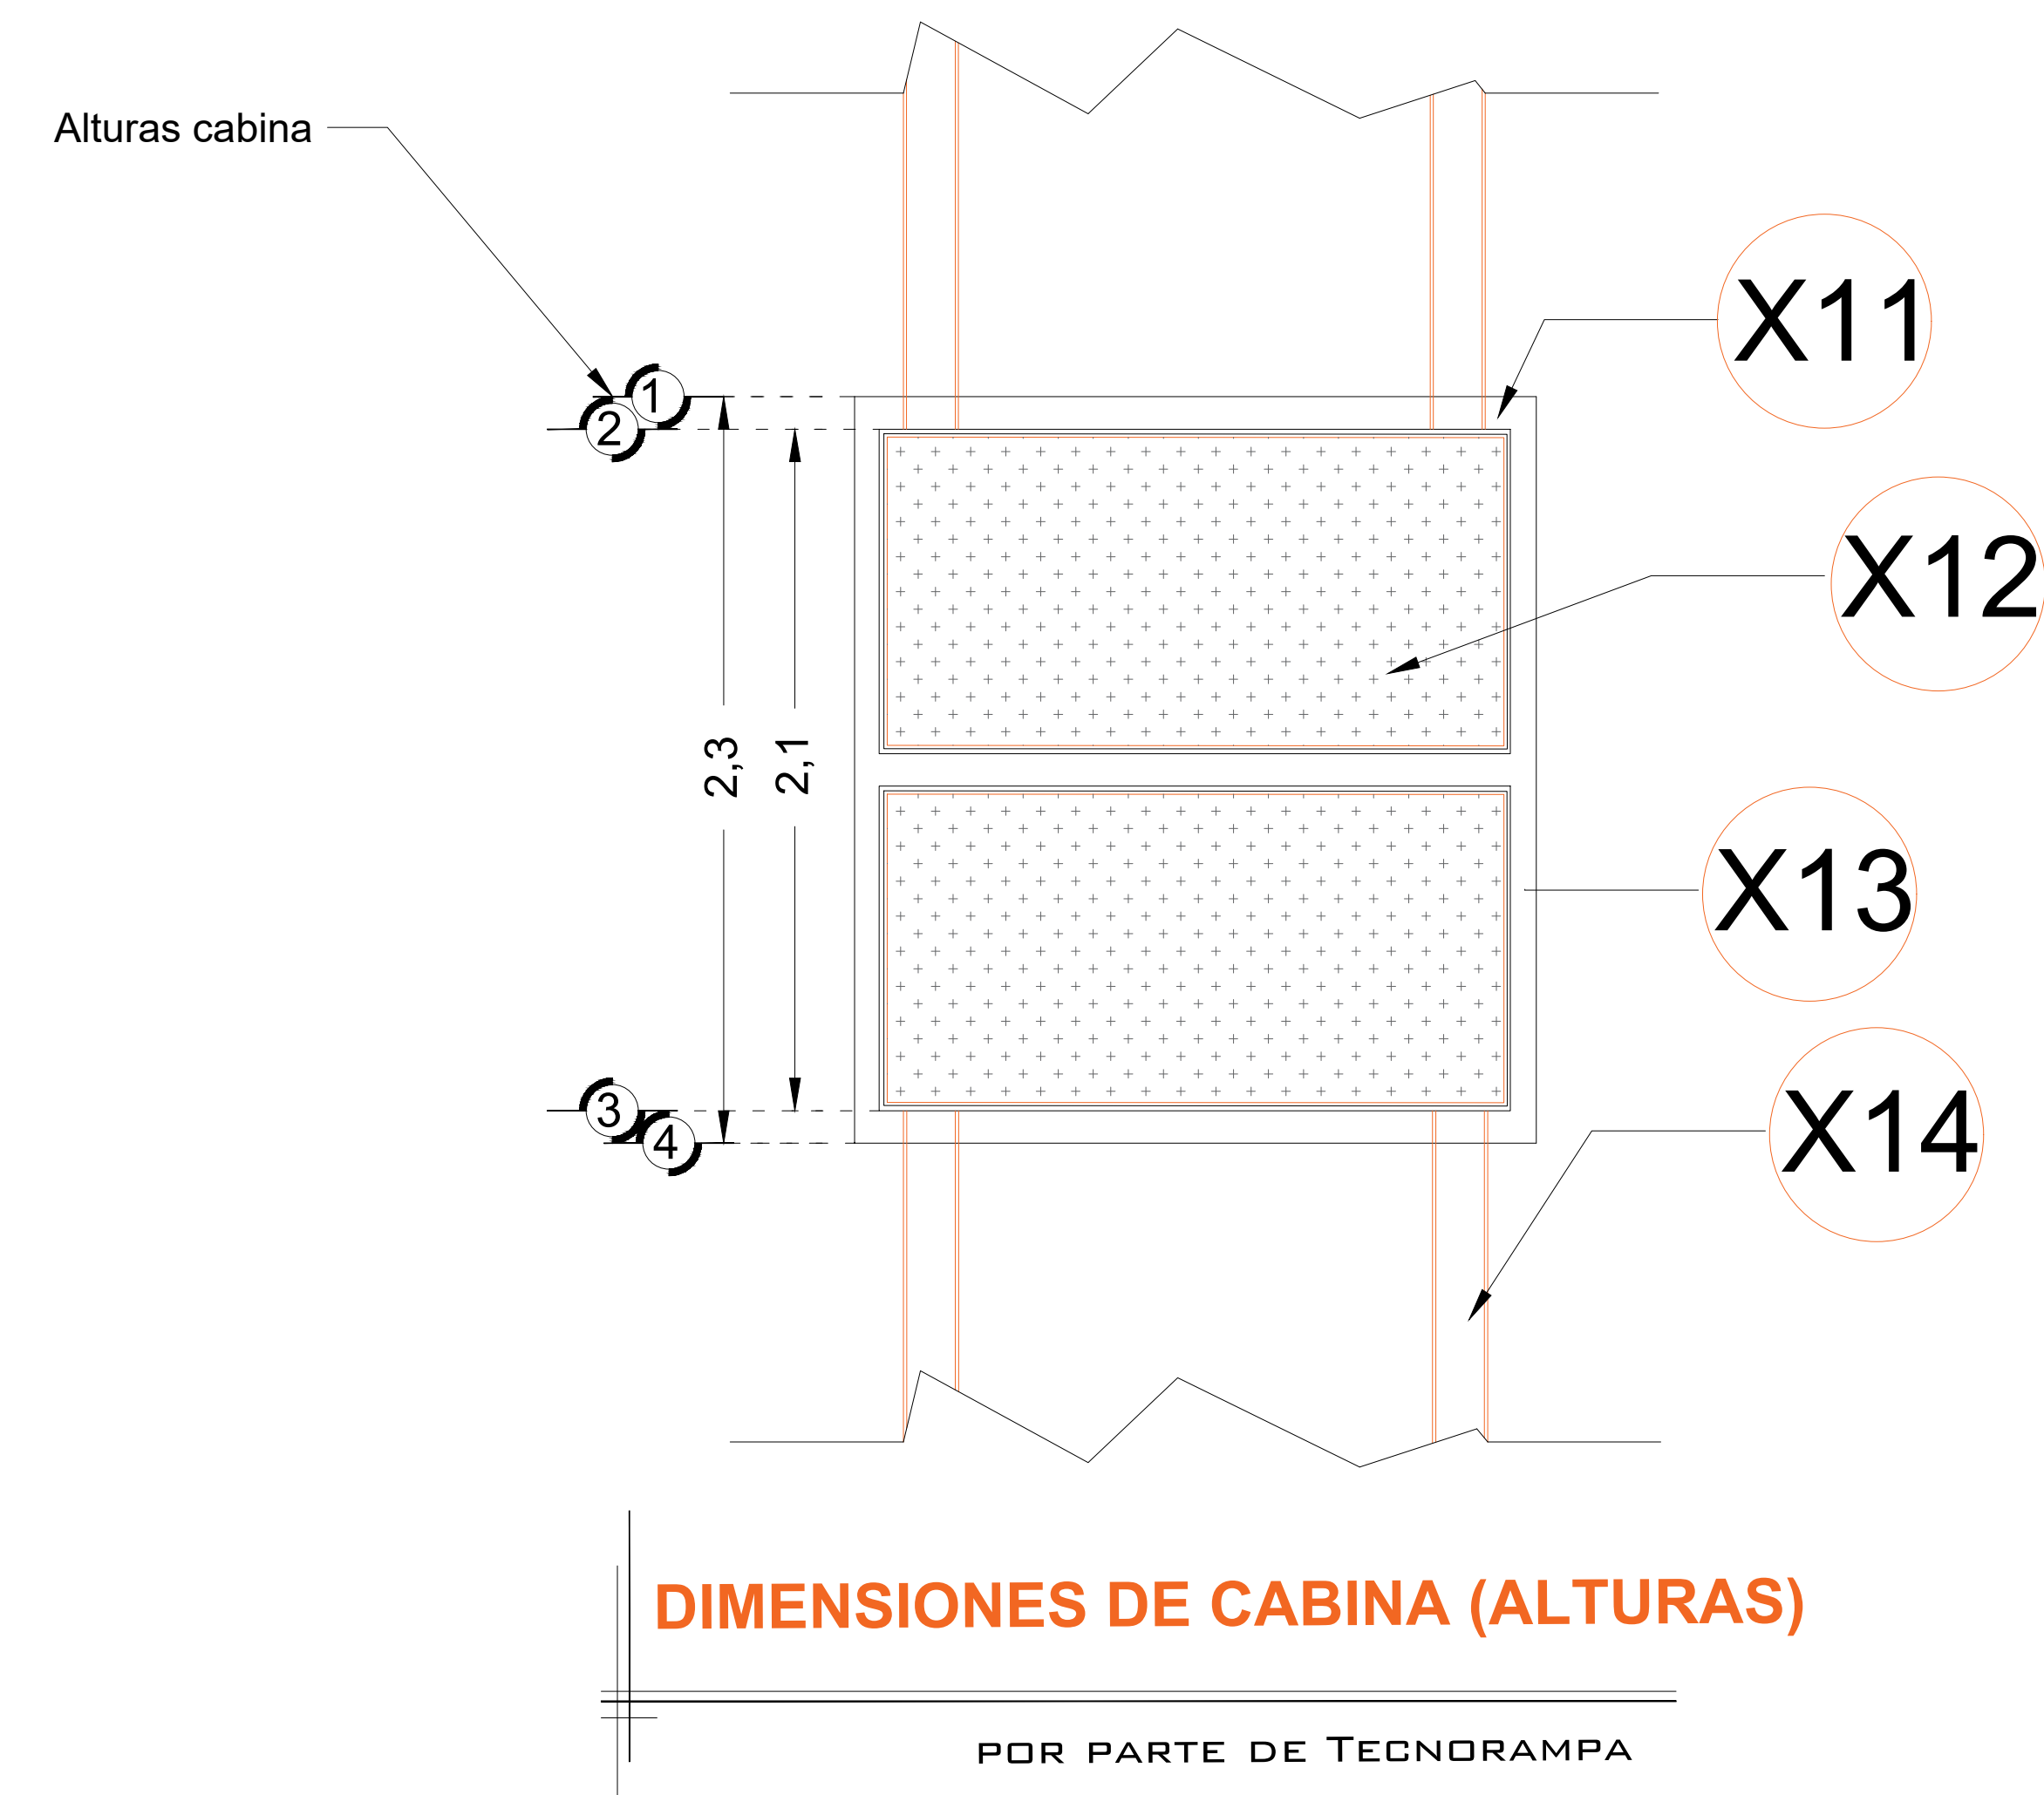 Alturas cabina
X11
1
2
X12
2,3
2,1
X13
3
4
X14
DIMENSIONES DE CABINA (ALTURAS)
POR PARTE DE TECNORAMPA